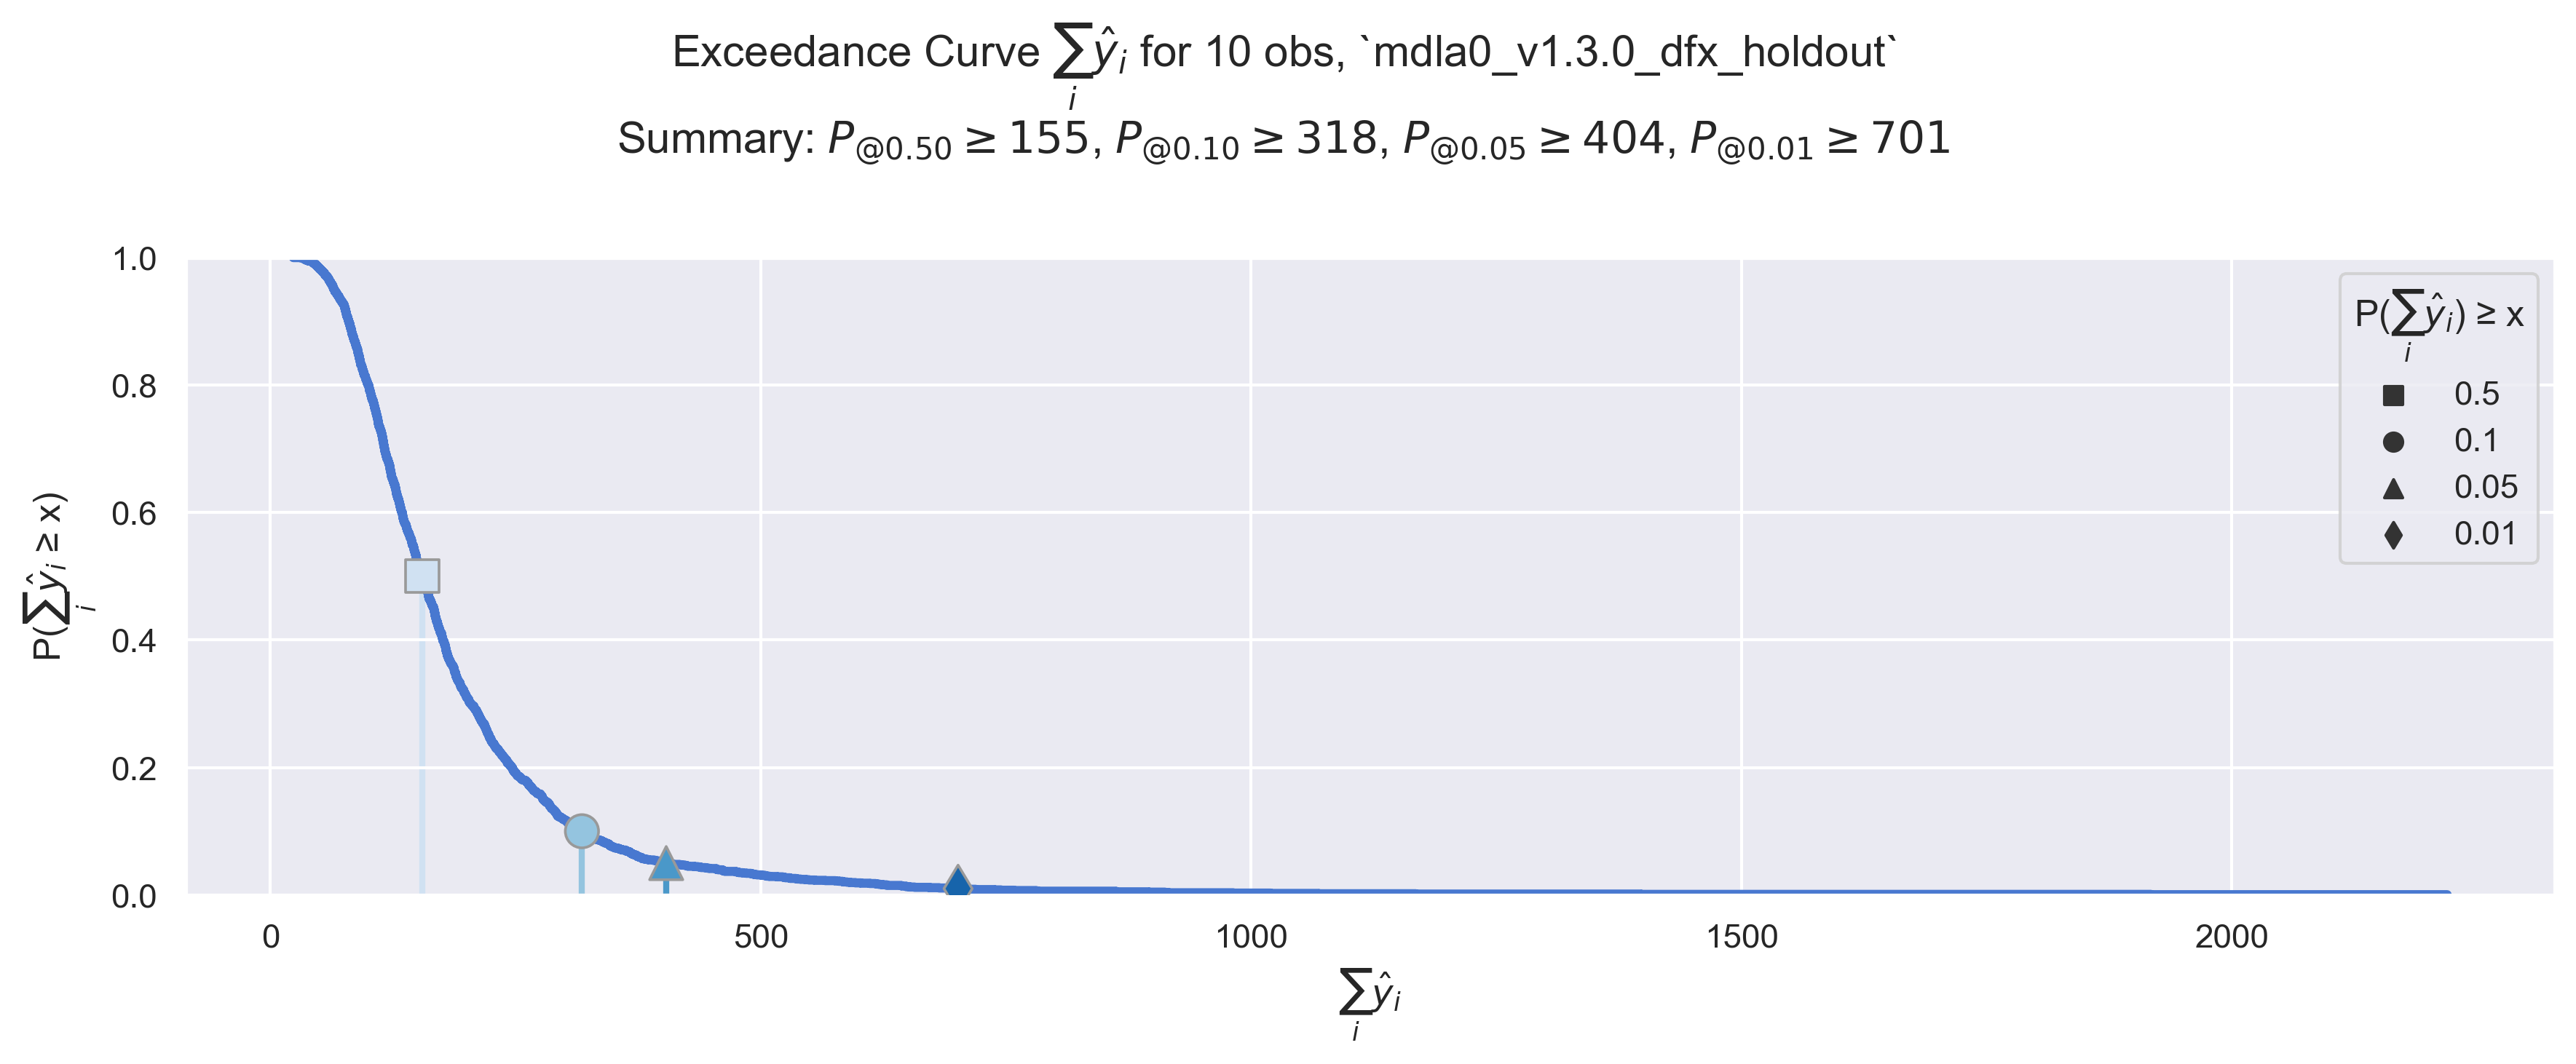 Exceedance Curve ∑ᵢ ŷᵢ for 10 obs, `mdla0_v1.3.0_dfx_holdout`
Summary: P@0.50 ≥ 155, P@0.10 ≥ 318, P@0.05 ≥ 404, P@0.01 ≥ 701
P(∑ᵢ ŷᵢ ≥ x)
1.0
0.8
0.6
0.4
0.2
0.0
P(∑ᵢ ŷᵢ) ≥ x
0.5
0.1
0.05
0.01
0 500 1000 1500 2000
∑ᵢ ŷᵢ